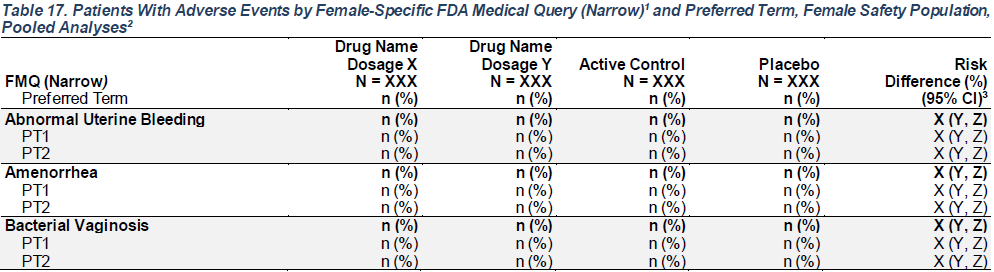 Table 17. Patients With Adverse Events by Female-Specific FDA Medical Query (Narrow)1 and Preferred Term, Female Safety Population,
Pooled Analyses2
Drug Name Drug Name
Dosage X Dosage Y Active Control Placebo Risk
N = XXX N = XXX N = XXX N = XXX Difference (%)
FMQ (Narrow)
Preferred Term n (%) n (%) n (%) n (%) (95% CI)3
Abnormal Uterine Bleeding n (%) n (%) n (%) n (%) X (Y, Z)
PT1 n (%) n (%) n (%) n (%) X (Y, Z)
PT2 n (%) n (%) n (%) n (%) X (Y, Z)
Amenorrhea n (%) n (%) n (%) n (%) X (Y, Z)
PT1 n (%) n (%) n (%) n (%) X (Y, Z)
PT2 n (%) n (%) n (%) n (%) X (Y, Z)
Bacterial Vaginosis n (%) n (%) n (%) n (%) X (Y, Z)
PT1 n (%) n (%) n (%) n (%) X (Y, Z)
PT2 n (%) n (%) n (%) n (%) X (Y, Z)